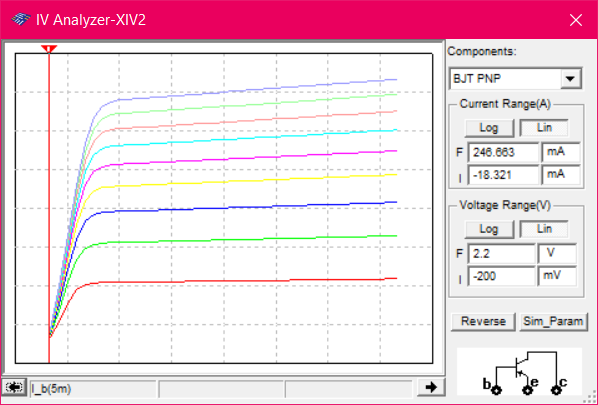 IV Analyzer-XIV2
Components:
BJT PNP
Current Range(A)
Log Lin
F 246.663 mA
I -18.321 mA
Voltage Range(V)
Log Lin
F 2.2 V
I -200 mV
Reverse Sim_Param
b e c
I_b(5m)